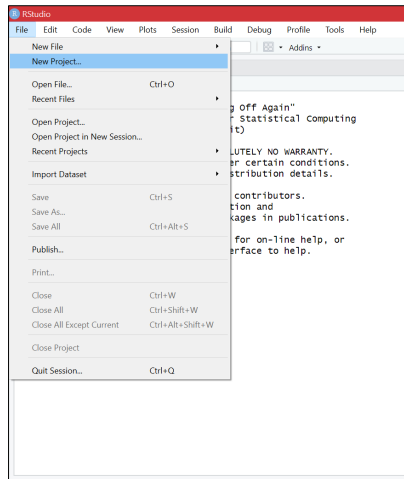 RStudio
File Edit Code View Plots Session Build Debug Profile Tools Help
Addins
New File
New Project...
Open File... Ctrl+O
Recent Files
Open Project...
Open Project in New Session...
Recent Projects
Import Dataset
Save Ctrl+S
Save As...
Save All Ctrl+Alt+S
Publish...
Print...
Close Ctrl+W
Close All Ctrl+Shift+W
Close All Except Current Ctrl+Alt+Shift+W
Close Project
Quit Session... Ctrl+Q
Off Again"
Statistical Computing
it)
LUTELY NO WARRANTY.
er certain conditions.
stribution details.
contributors.
tion and
kages in publications.
for on-line help, or
erface to help.